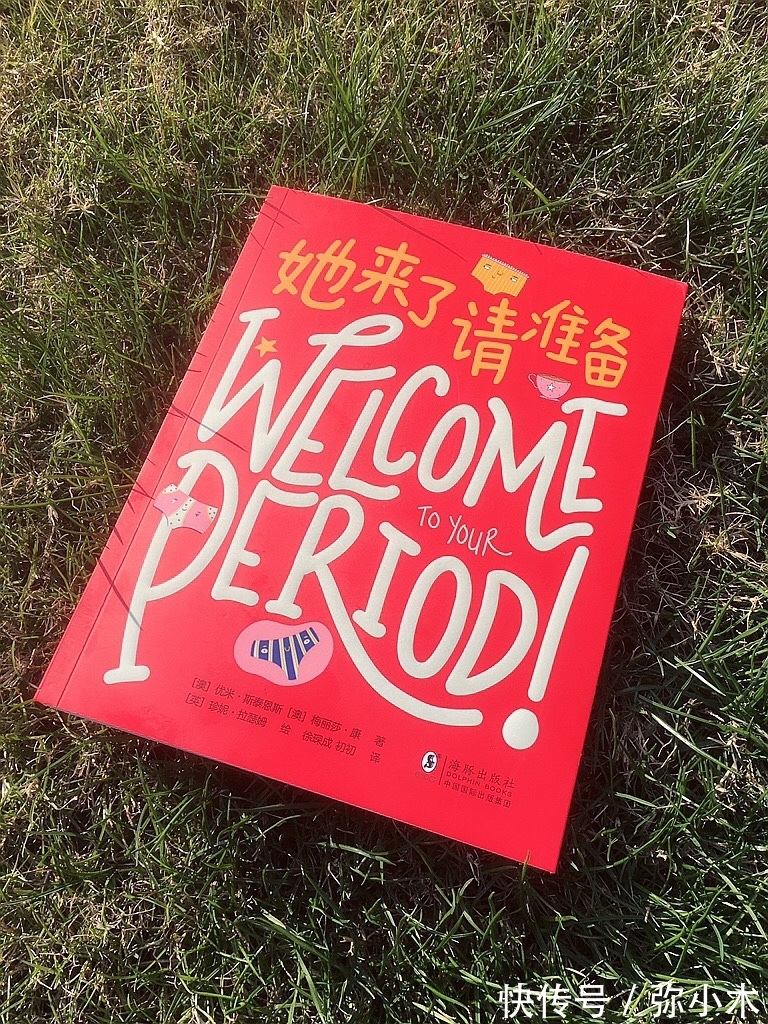 她来了请准备
WELCOME
TO YOUR
PERIOD!
[澳] 优米·斯泰恩斯 [澳] 梅丽莎·康 著
[英] 珍妮·拉瑟姆 绘 徐琛成 初初 译
海豚出版社
DOLPHIN BOOKS
中国国际出版集团
快传号 / 弥小木